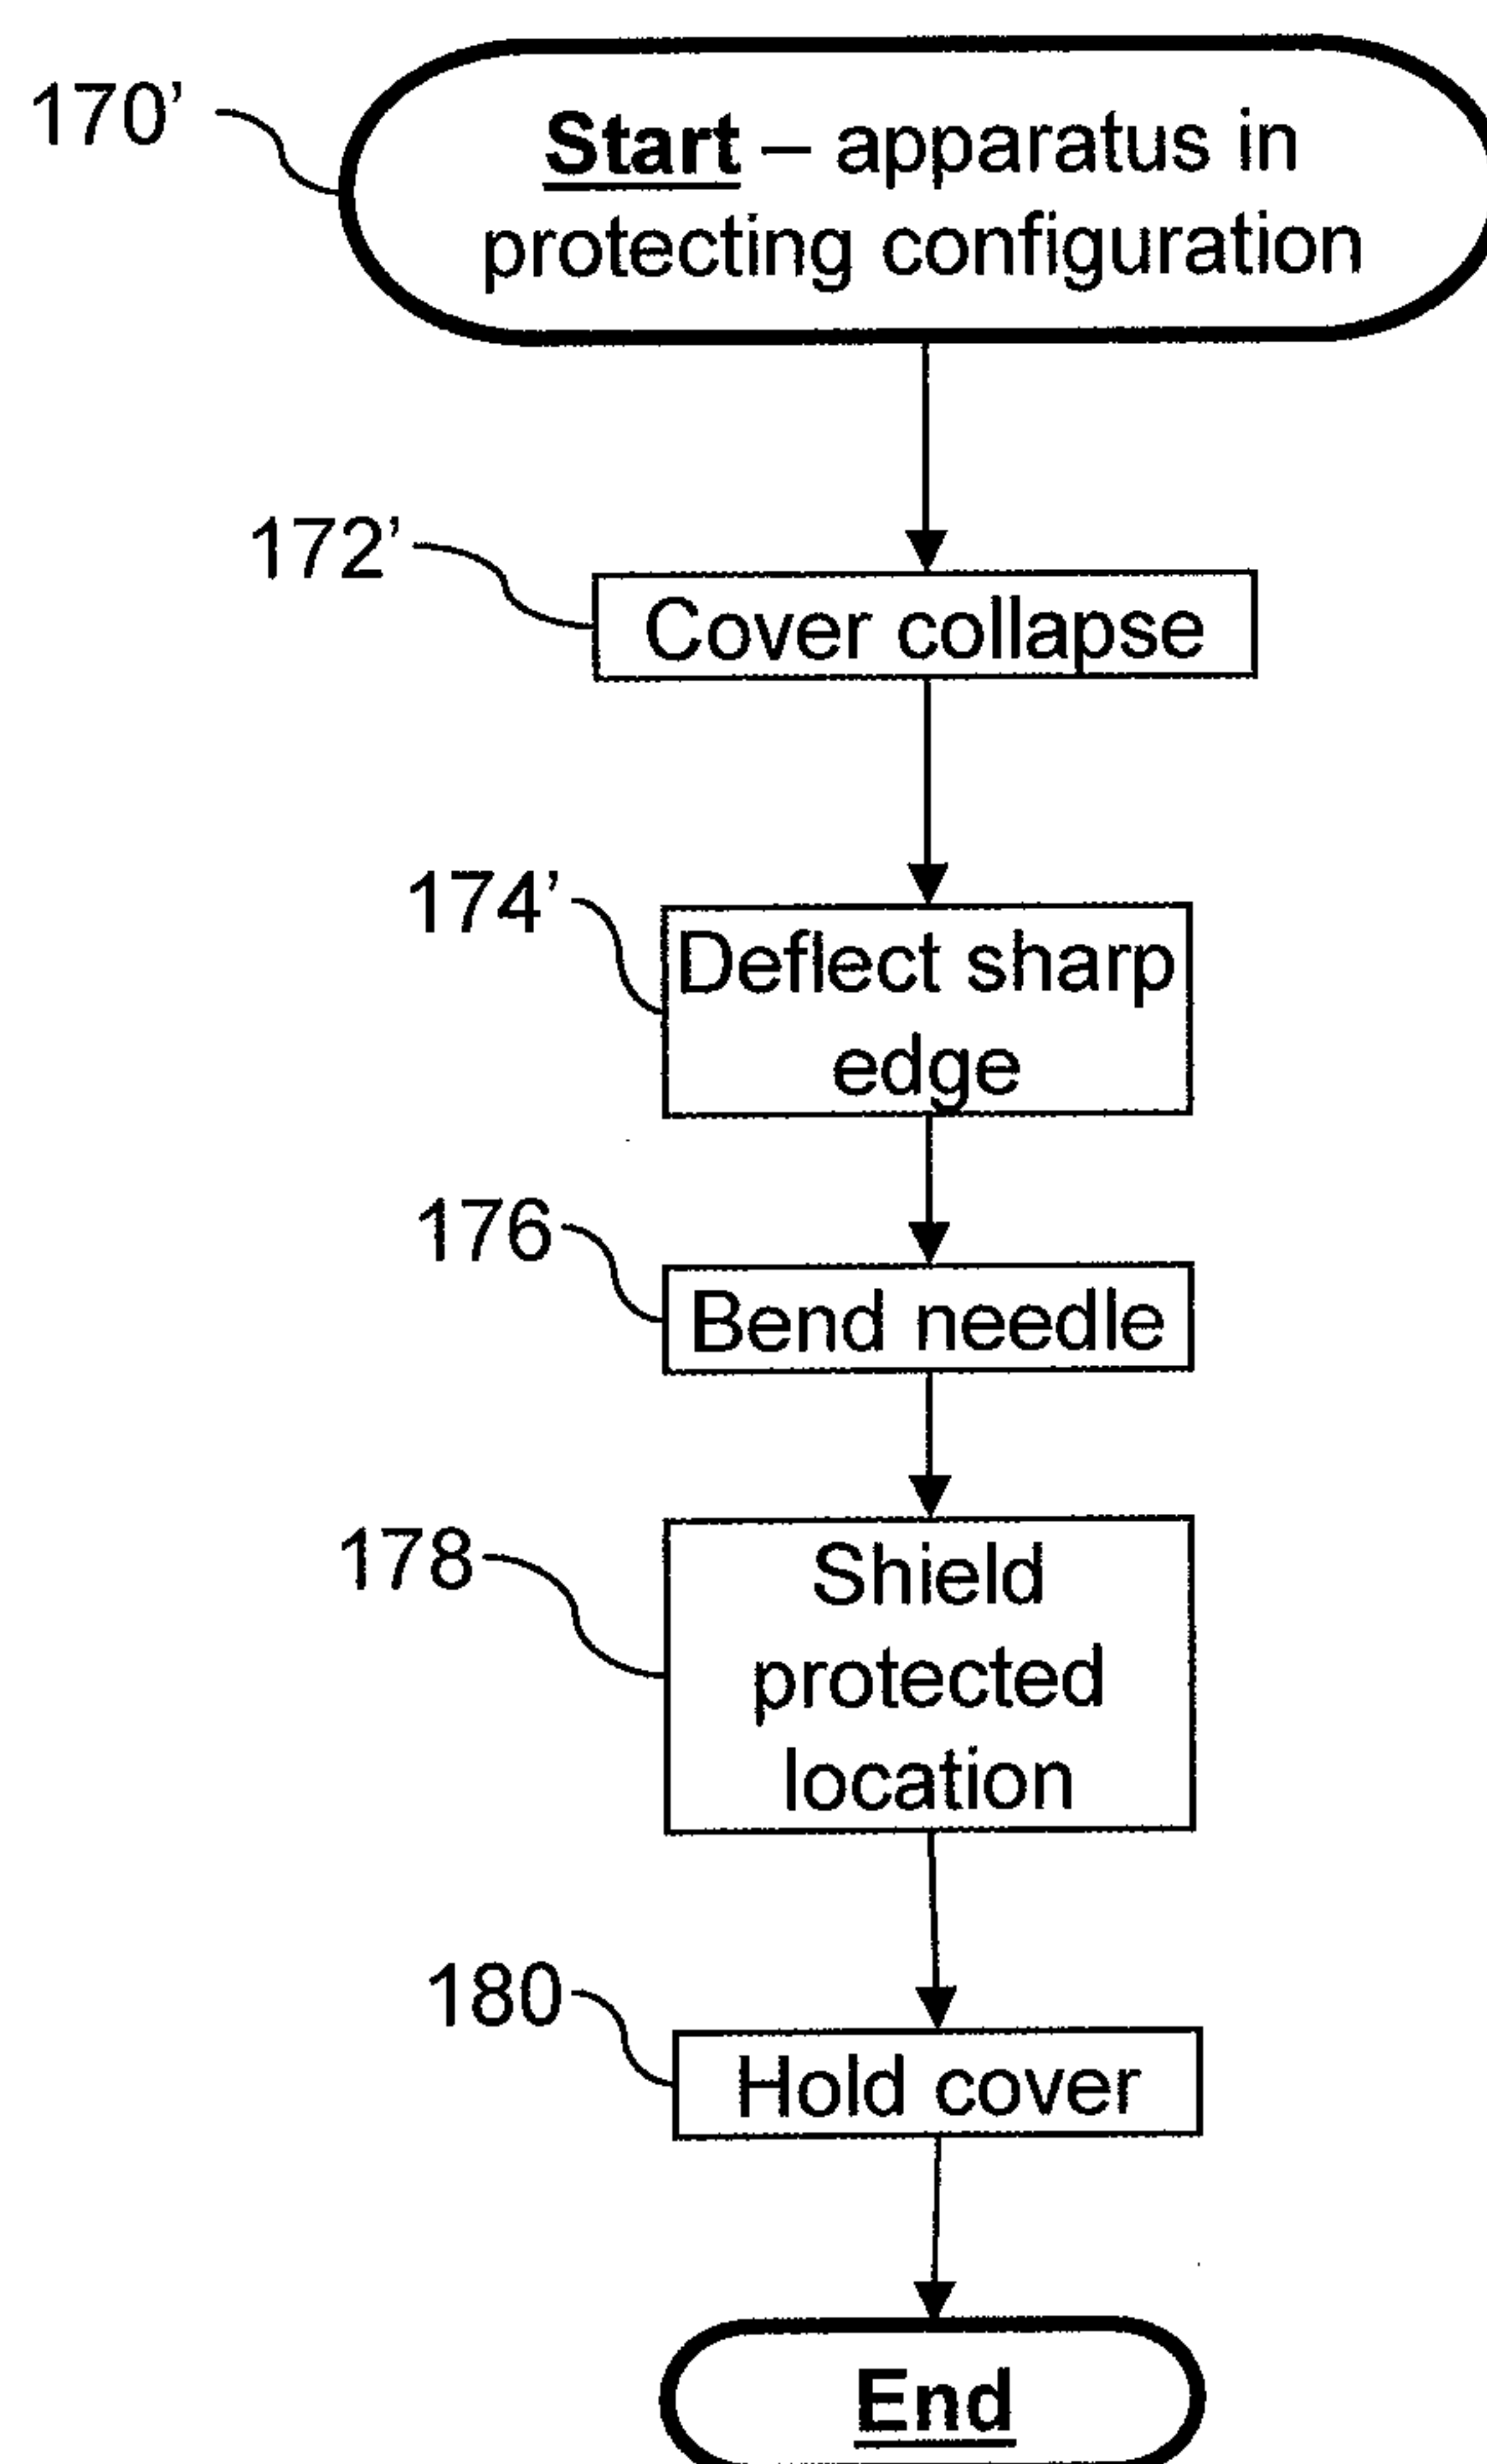 170’
Start – apparatus in
protecting configuration
172’
Cover collapse
174’
Deflect sharp
edge
176
Bend needle
178
Shield
protected
location
180
Hold cover
End